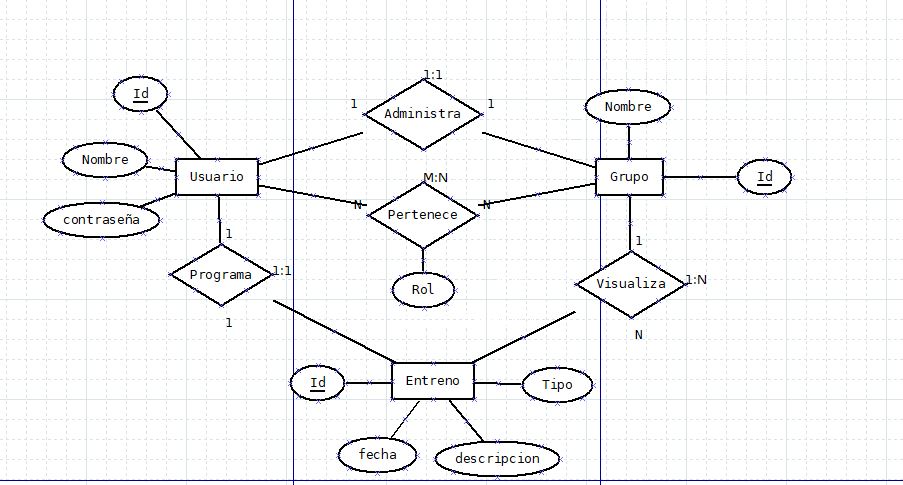 1:1
Id
1
Administra
1
Nombre
Nombre
Usuario
M:N
Grupo
Id
contraseña
N
Pertenece
N
1
1
Programa
1:1
Rol
Visualiza
1:N
1
N
Id
Entreno
Tipo
fecha
descripcion